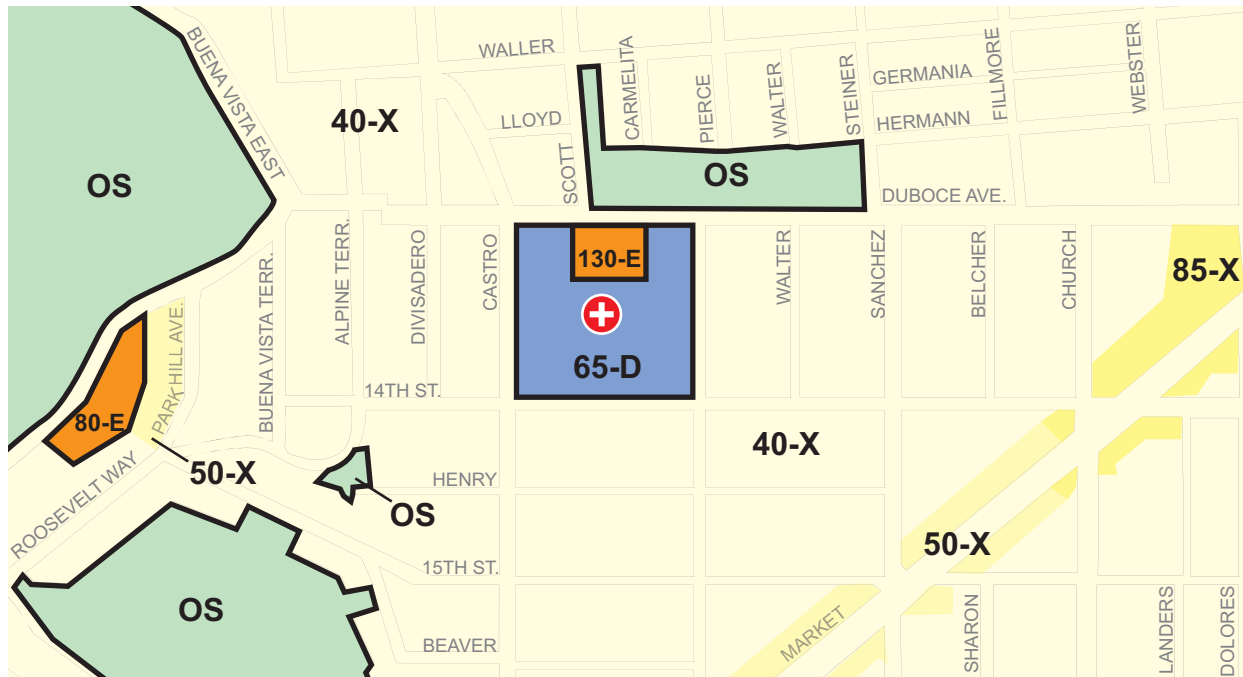 WALLER
BUENA VISTA EAST
CARMELITA
PIERCE
WALTER
STEINER
GERMANIA
FILLMORE
WEBSTER
40-X
LLOYD
HERMANN
SCOTT
OS
OS
DUBOCE AVE.
BUENA VISTA TERR.
ALPINE TERR.
DIVISADERO
CASTRO
130-E
WALTER
SANCHEZ
BELCHER
CHURCH
85-X
PARK HILL AVE.
65-D
14TH ST.
80-E
ROOSEVELT WAY
50-X
HENRY
40-X
OS
50-X
15TH ST.
OS
BEAVER
MARKET
SHARON
LANDERS
DOLORES